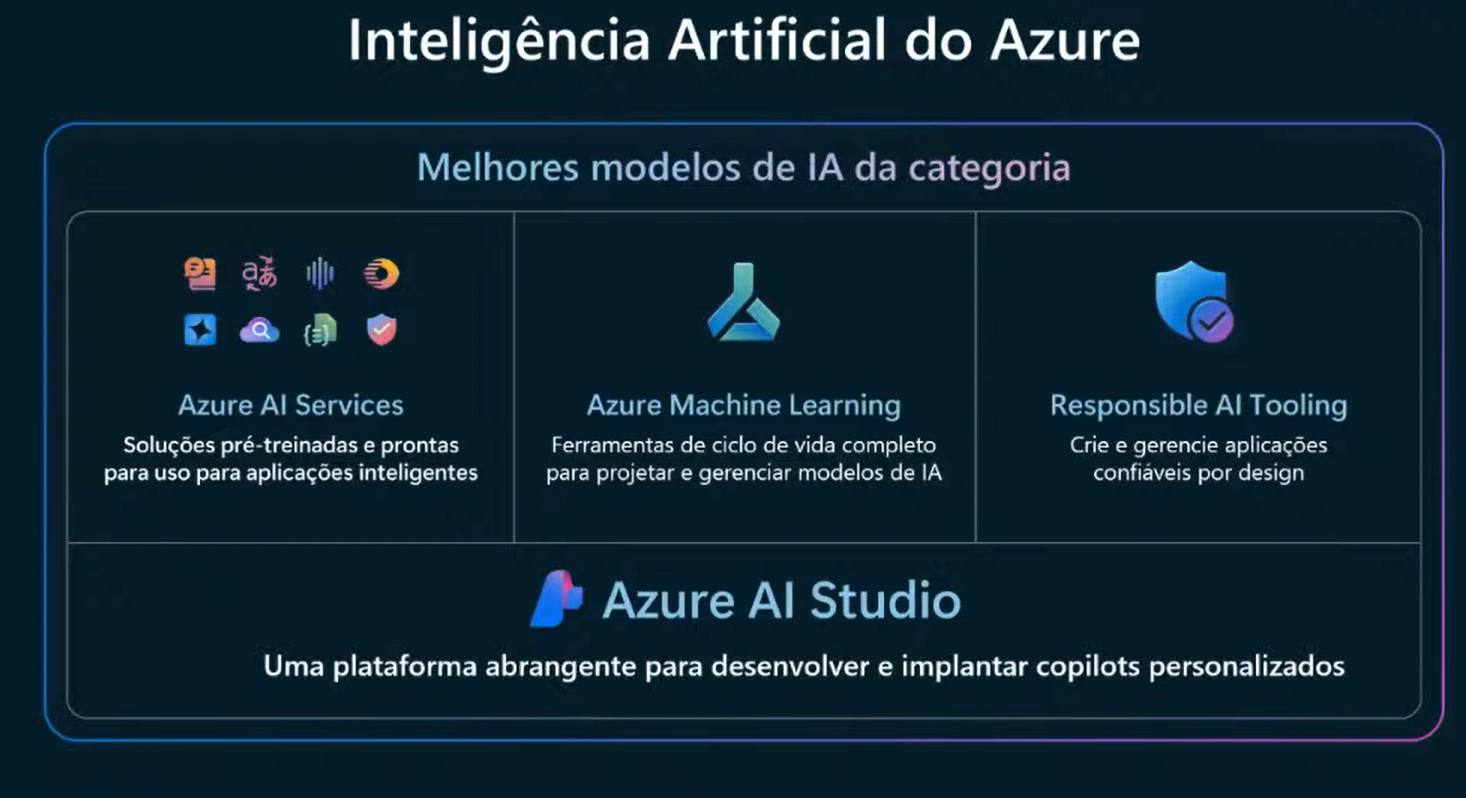 Inteligência Artificial do Azure
Melhores modelos de IA da categoria
Azure AI Services
Soluções pré-treinadas e prontas
para uso para aplicações inteligentes
Azure Machine Learning
Ferramentas de ciclo de vida completo
para projetar e gerenciar modelos de IA
Responsible AI Tooling
Crie e gerencie aplicações
confiáveis por design
Azure AI Studio
Uma plataforma abrangente para desenvolver e implantar copilots personalizados